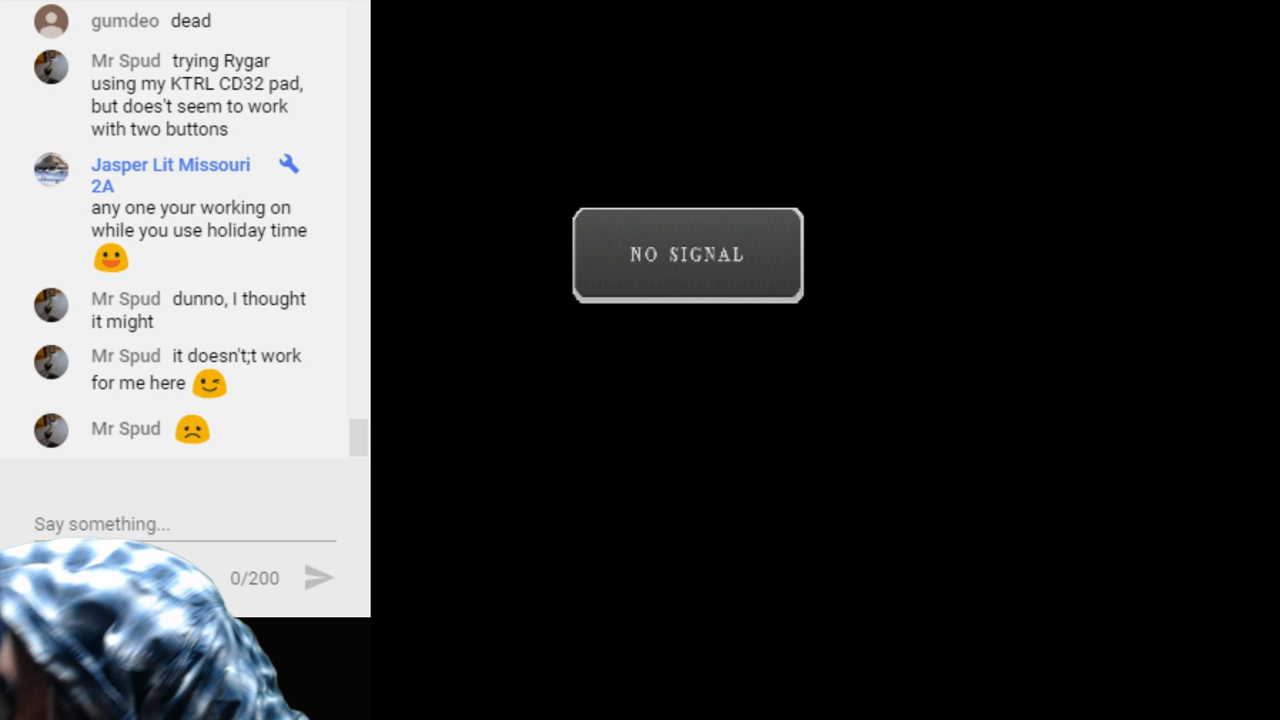 gumdeo dead
Mr Spud trying Rygar
using my KTRL CD32 pad,
but does't seem to work
with two buttons
Jasper Lit Missouri
2A
any one your working on
while you use holiday time
Mr Spud dunno, I thought
it might
Mr Spud it doesn't;t work
for me here
Mr Spud
Say something...
0/200
NO SIGNAL